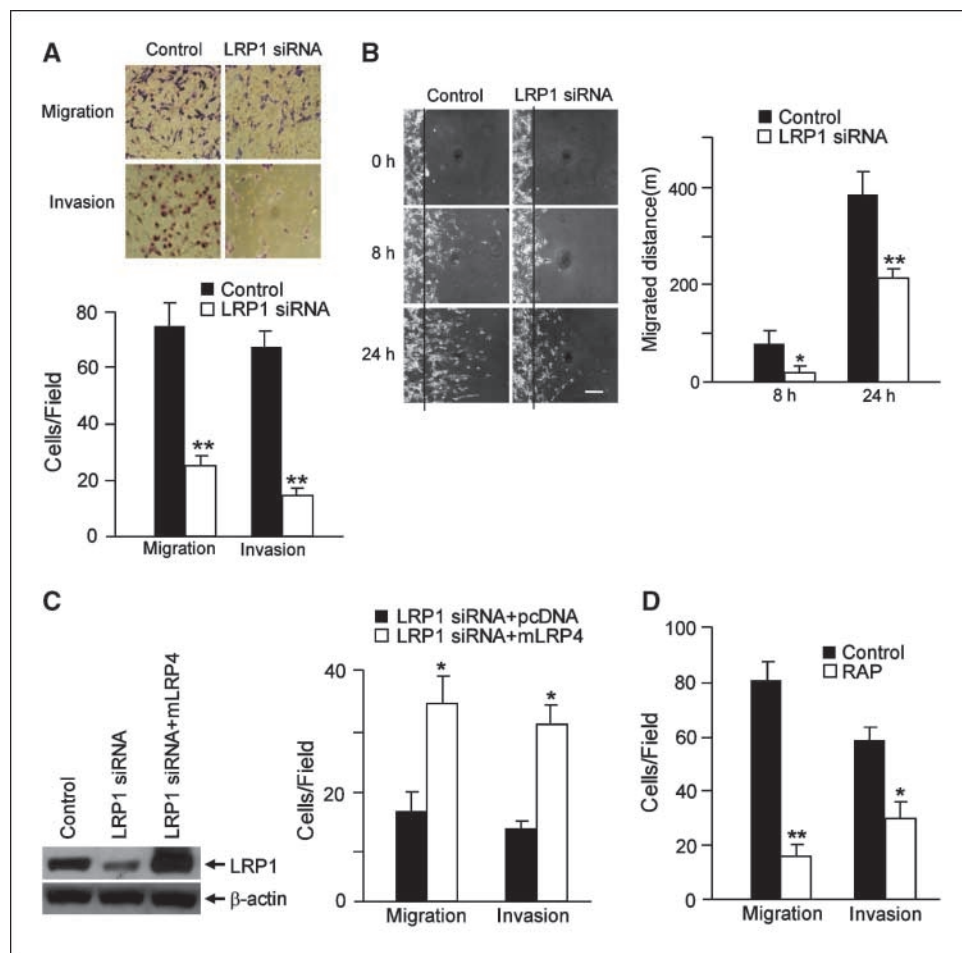 A
Control LRP1 siRNA
Migration
Invasion
Control
LRP1 siRNA
Cells/Field
80
60
40
20
0
**
**
Migration Invasion
B
Control LRP1 siRNA
0 h
8 h
24 h
Control
LRP1 siRNA
Migrated distance(m)
400
200
0
*
**
8 h 24 h
C
Control
LRP1 siRNA
LRP1 siRNA+mLRP4
LRP1
β-actin
LRP1 siRNA+pcDNA
LRP1 siRNA+mLRP4
Cells/Field
40
20
0
*
*
Migration Invasion
D
Control
RAP
Cells/Field
100
80
60
40
20
0
**
*
Migration Invasion